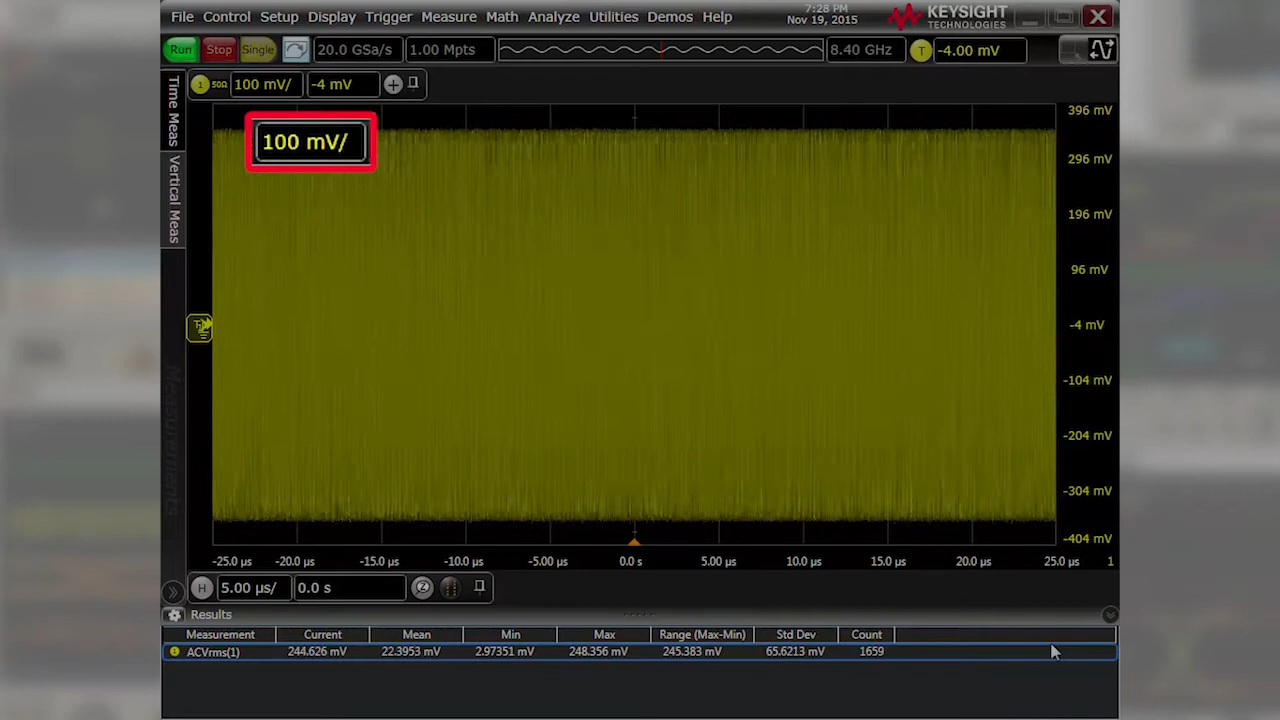 File Control Setup Display Trigger Measure Math Analyze Utilities Demos Help
7:28 PM
Nov 19, 2015
KEYSIGHT
TECHNOLOGIES
Run Stop Single 20.0 GSa/s 1.00 Mpts 8.40 GHz T -4.00 mV
1 50Ω 100 mV/ -4 mV
Time Meas
Vertical Meas
Measurements
100 mV/
396 mV
296 mV
196 mV
96 mV
-4 mV
-104 mV
-204 mV
-304 mV
-404 mV
-25.0 µs -20.0 µs -15.0 µs -10.0 µs -5.00 µs 0.0 s 5.00 µs 10.0 µs 15.0 µs 20.0 µs 25.0 µs 1
H 5.00 µs/ 0.0 s
Results
Measurement Current Mean Min Max Range (Max-Min) Std Dev Count
ACVrms(1) 244.626 mV 22.3953 mV 2.97351 mV 248.356 mV 245.383 mV 65.6213 mV 1659